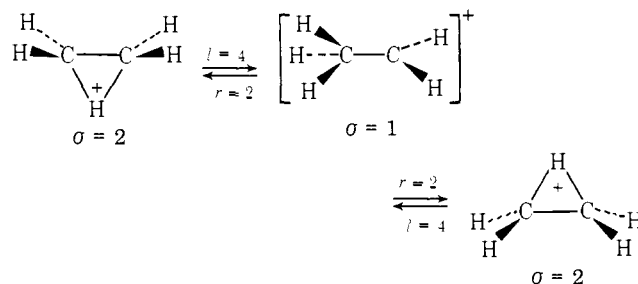 H H
H C C H
+
H
σ = 2
l = 4
r = 2
H H +
H C C
H H
σ = 1
r = 2
l = 4
H
+
H C C H
H H
σ = 2